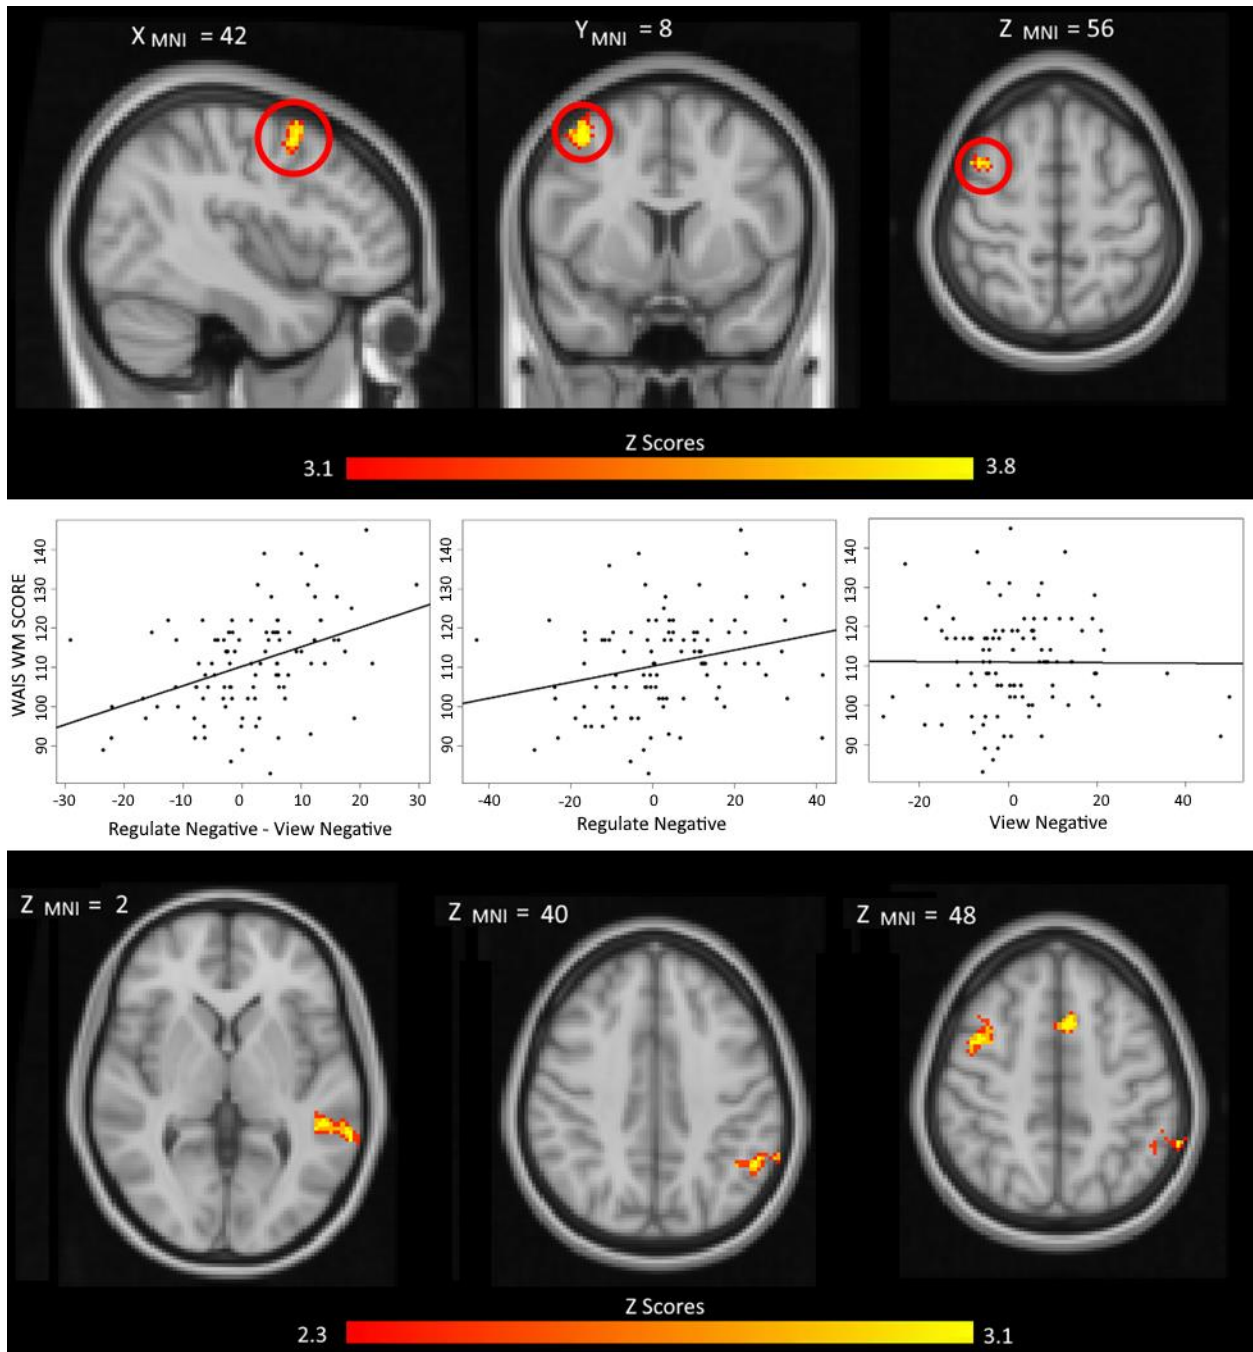 X MNI = 42
Y MNI = 8
Z MNI = 56
Z Scores
3.1
3.8
WAIS WM SCORE
140
130
120
110
100
90
-30 -20 -10 0 10 20 30
Regulate Negative - View Negative
140
130
120
110
100
90
-40 -20 0 20 40
Regulate Negative
140
130
120
110
100
90
-20 0 20 40
View Negative
Z MNI = 2
Z MNI = 40
Z MNI = 48
Z Scores
2.3
3.1